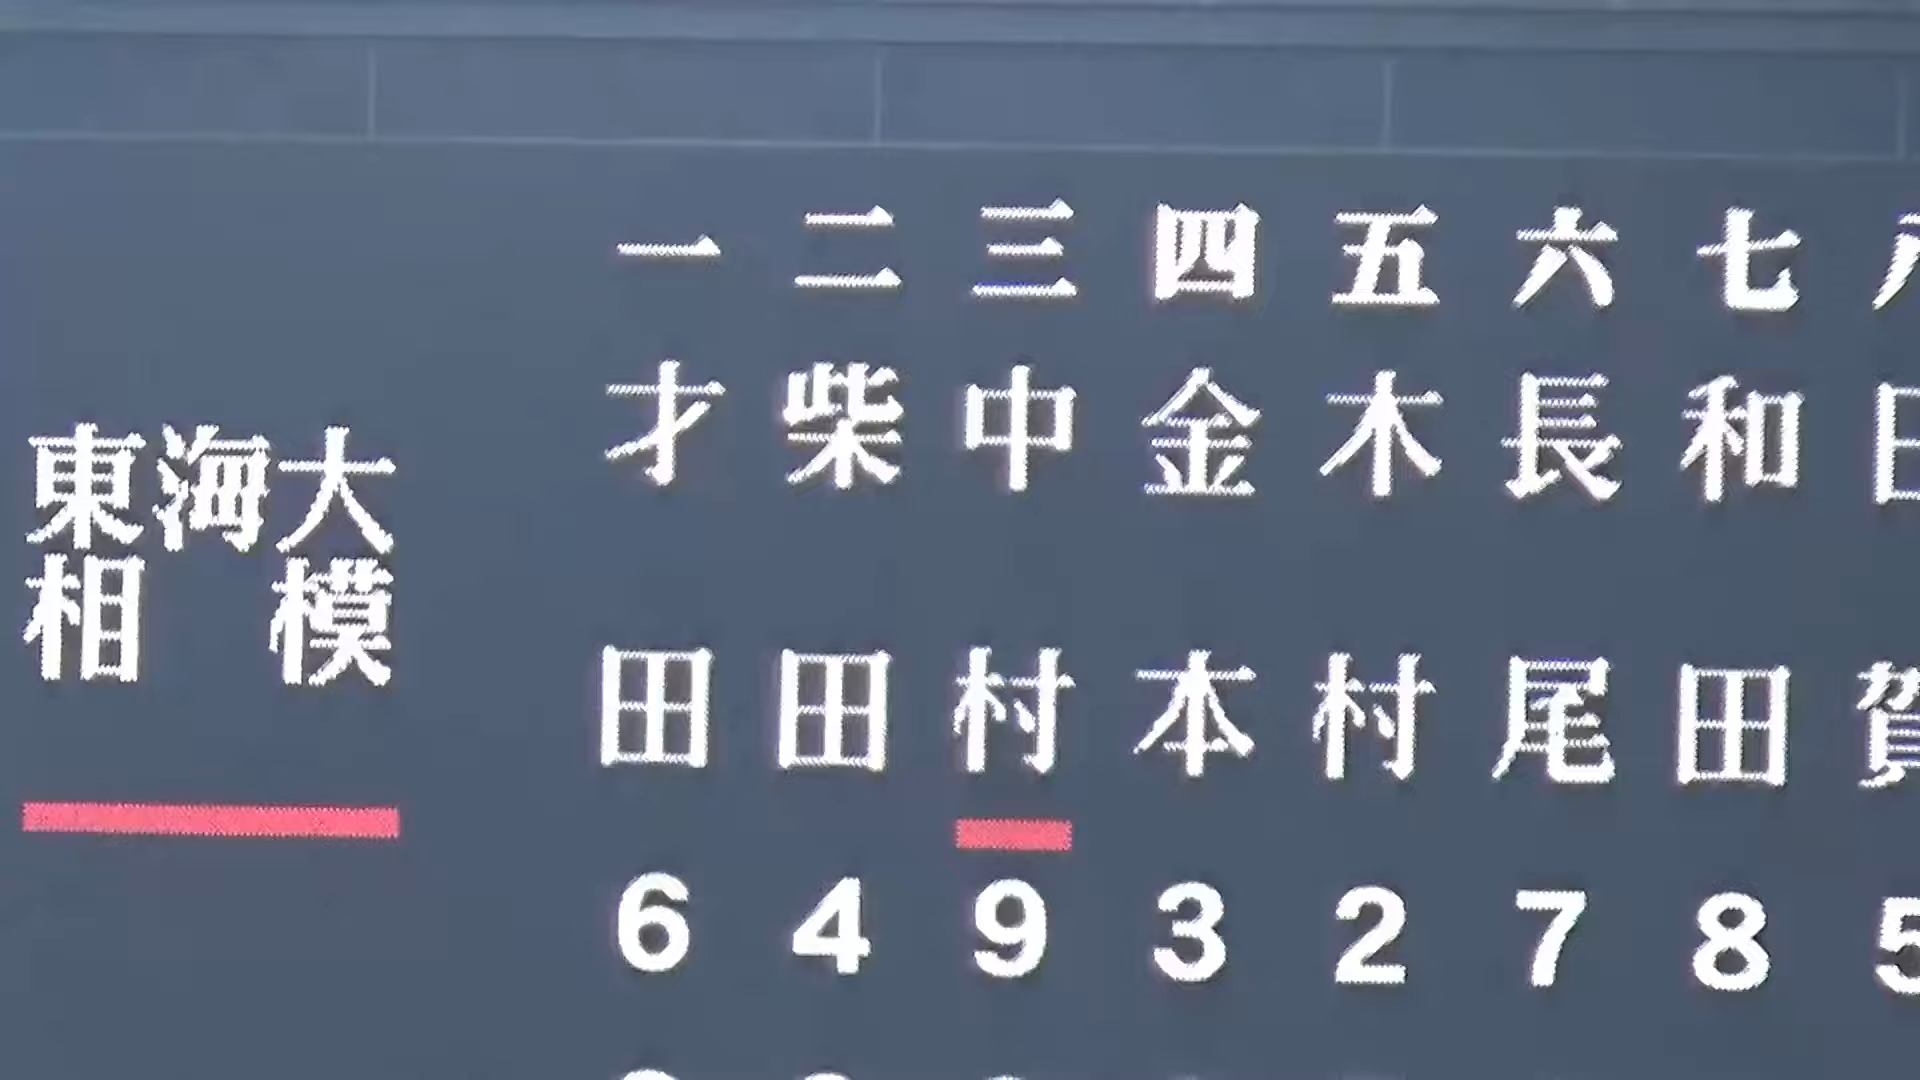 一 二 三 四 五 六 七
東海大相模
才田 柴田 中村 金本 木村 長尾 和田
6 4 9 3 2 7 8 5